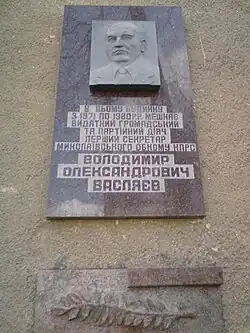 У ЦЬОМУ БУДИНКУ
З 1971 ПО 1980 Р.Р. МЕШКАВ
ВИДАТНИЙ ГРОМАДСЬКИЙ
ТА ПАРТІЙНИЙ ДІЯЧ
ПЕРШИЙ СЕКРЕТАР
МИКОЛАЇВСЬКОГО ОБКОМУ КПРС
ВОЛОДИМИР
ОЛЕКСАНДРОВИЧ
ВАСЛЯЄВ